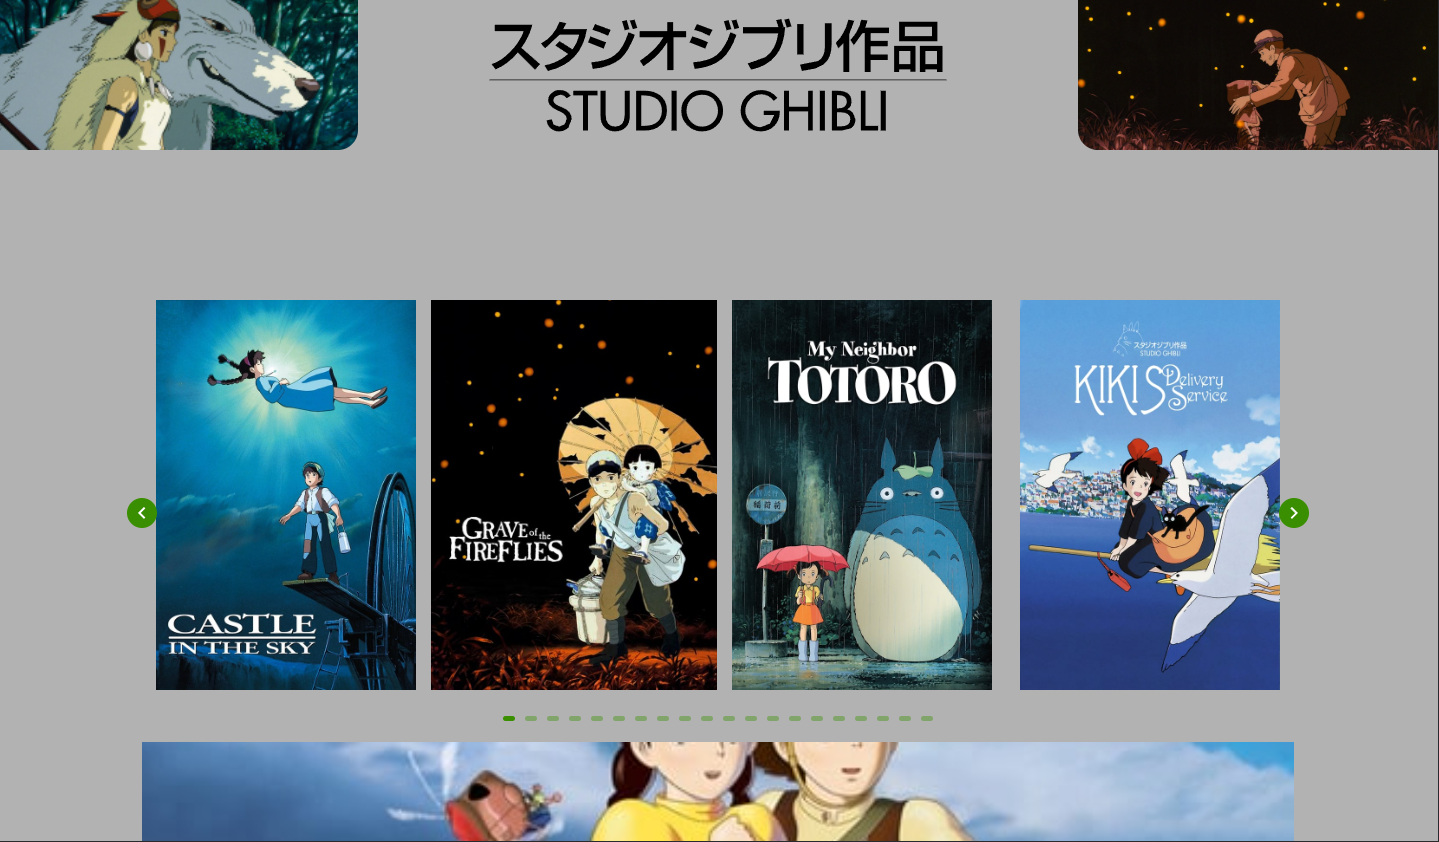 スタジオジブリ作品
STUDIO GHIBLI
CASTLE
IN THE SKY
GRAVE of the
FIREFLIES
My Neighbor
TOTORO
稲荷前
スタジオジブリ作品
STUDIO GHIBLI
KIKI'S Delivery
Service